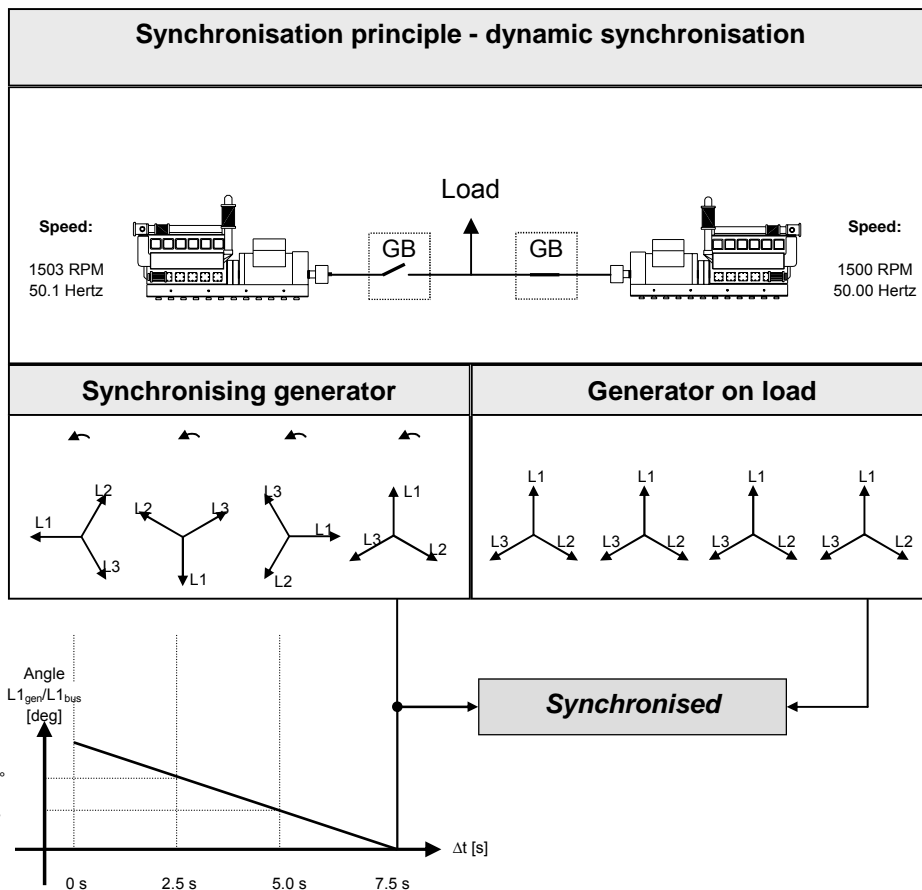 Synchronisation principle - dynamic synchronisation
Load
Speed:
1503 RPM
50.1 Hertz
GB
GB
Speed:
1500 RPM
50.00 Hertz
Synchronising generator
Generator on load
L1
L2
L3
L2
L3
L1
L3
L1
L2
L1
L3
L2
L1
L3
L2
L1
L3
L2
L1
L3
L2
L1
L3
L2
Angle
L1gen/L1bus
[deg]
Synchronised
°
Δt [s]
0 s 2.5 s 5.0 s 7.5 s